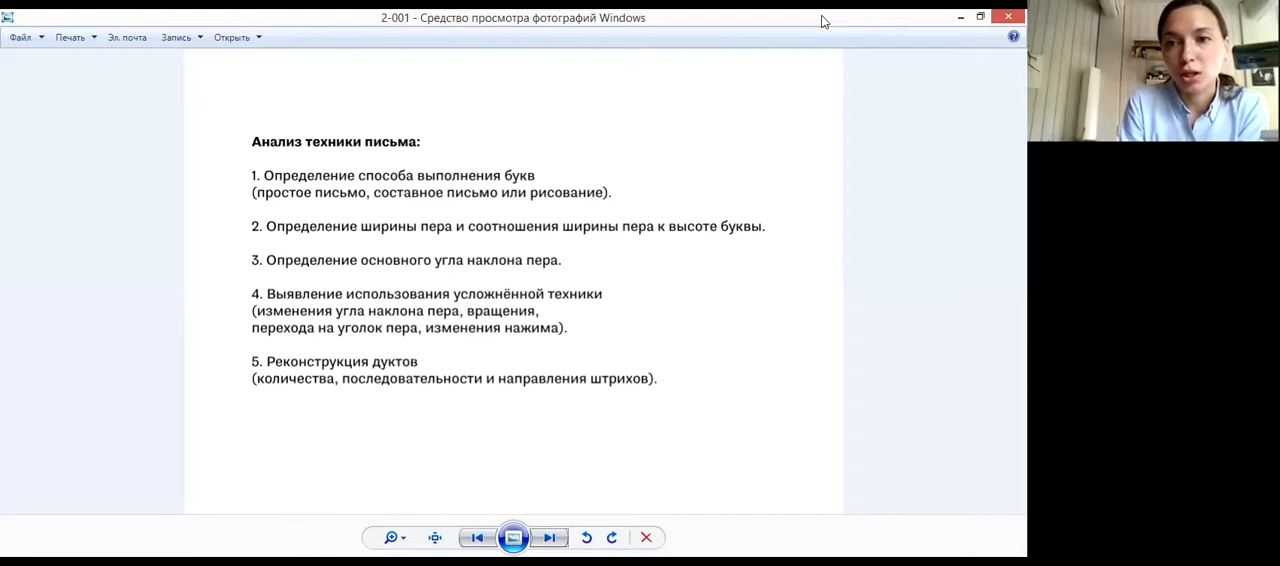 2-001 - Средство просмотра фотографий Windows
Файл Печать Эл. почта Запись Открыть
Анализ техники письма:
1. Определение способа выполнения букв
(простое письмо, составное письмо или рисование).
2. Определение ширины пера и соотношения ширины пера к высоте буквы.
3. Определение основного угла наклона пера.
4. Выявление использования усложнённой техники
(изменения угла наклона пера, вращения,
перехода на уголок пера, изменения нажима).
5. Реконструкция дуктов
(количества, последовательности и направления штрихов).